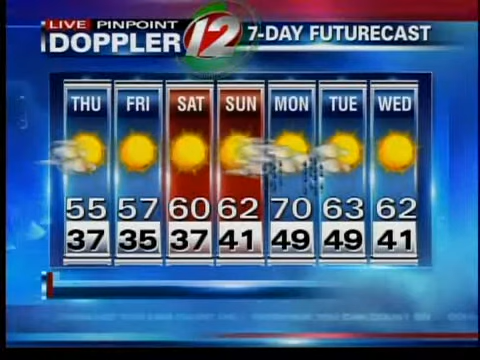 LIVE PINPOINT
DOPPLER 12
7-DAY FUTURECAST
THU FRI SAT SUN MON TUE WED
55 57 60 62 70 63 62
37 35 37 41 49 49 41